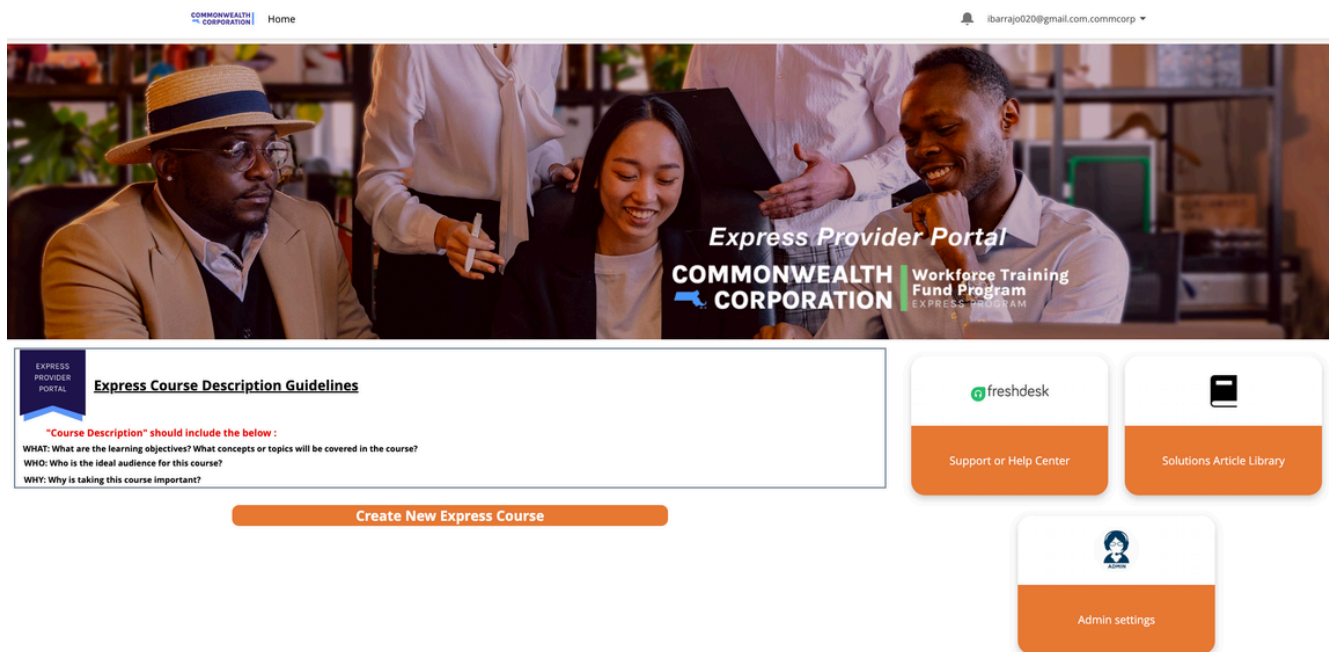 COMMONWEALTH
CORPORATION
Home
ibarrajo020@gmail.com.commcorp
Express Provider Portal
COMMONWEALTH
CORPORATION
Workforce Training
Fund Program
EXPRESS PROGRAM
EXPRESS
PROVIDER
PORTAL
Express Course Description Guidelines
"Course Description" should include the below :
WHAT: What are the learning objectives? What concepts or topics will be covered in the course?
WHO: Who is the ideal audience for this course?
WHY: Why is taking this course important?
Create New Express Course
freshdesk
Support or Help Center
Solutions Article Library
ADMIN
Admin settings